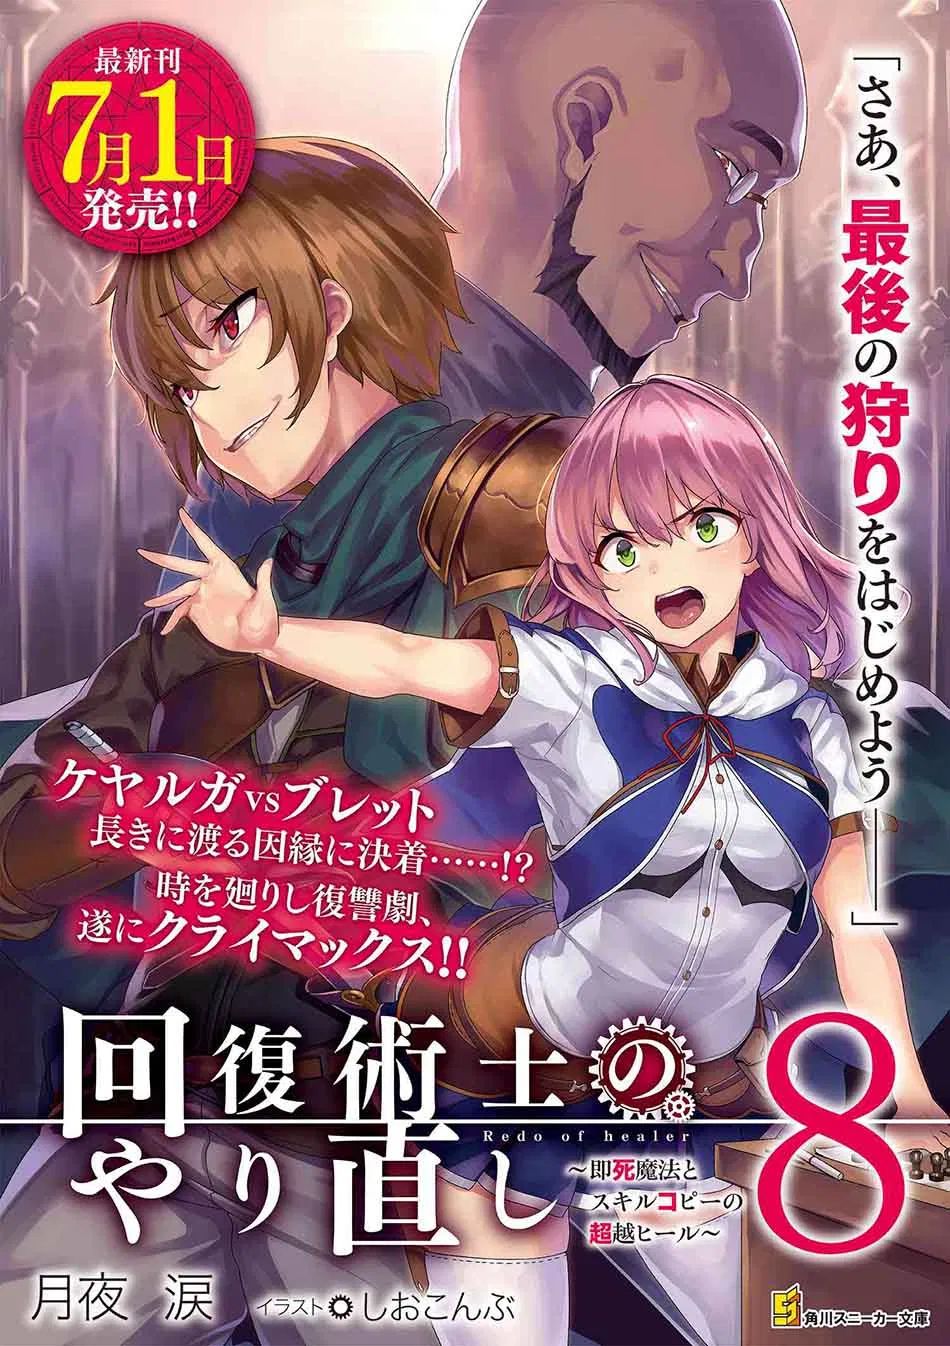 最新刊
7月1日
発売!!
「さあ、最後の狩りをはじめよう――」
ケヤルガvsブレット
長きに渡る因縁に決着……!?
時を廻りし復讐劇、
遂にクライマックス!!
回復術士の
やり直し
Redo of healer
8
～即死魔法と
スキルコピーの
超越ヒール～
月夜 涙
イラスト しおこんぶ
角川スニーカー文庫